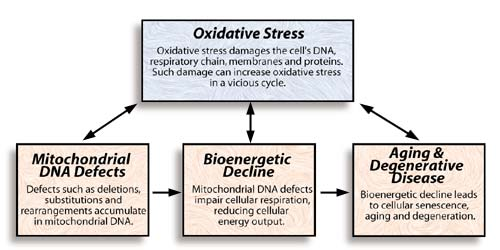 Oxidative Stress
Oxidative stress damages the cell's DNA,
respiratory chain, membranes and proteins.
Such damage can increase oxidative stress
in a vicious cycle.
Mitochondrial
DNA Defects
Defects such as deletions,
substitutions and
rearrangements accumulate
in mitochondrial DNA.
Bioenergetic
Decline
Mitochondrial DNA defects
impair cellular respiration,
reducing cellular
energy output.
Aging &
Degenerative
Disease
Bioenergetic decline leads
to cellular senescence,
aging and degeneration.